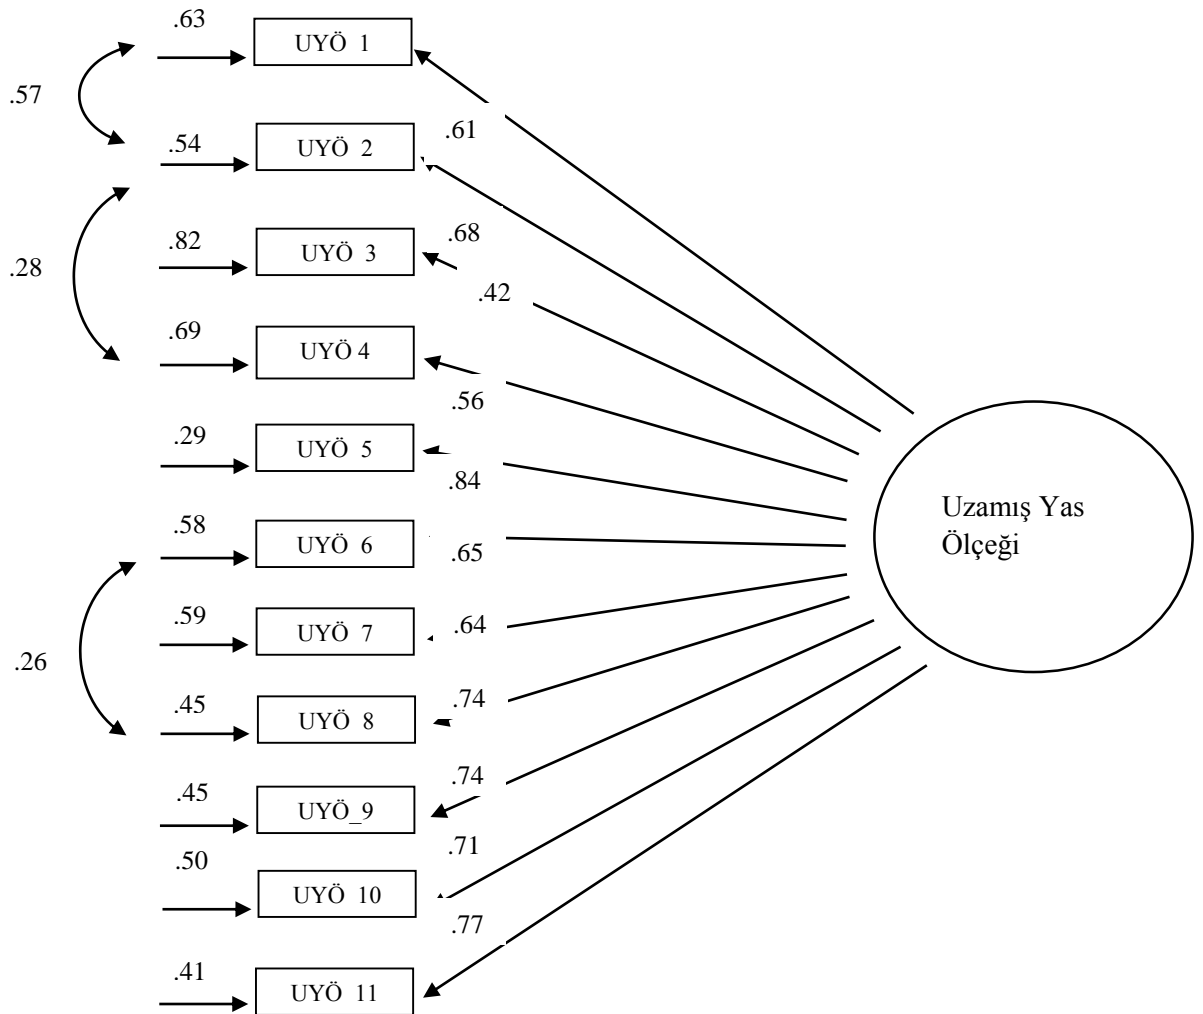 .63
UYÖ 1
.57
.61
.54
UYÖ 2
.68
.82
UYÖ 3
.28
.42
.69
UYÖ 4
.56
.29
UYÖ 5
.84
Uzamış Yas
Ölçeği
.58
UYÖ 6
.65
.59
UYÖ 7
.64
.26
.45
UYÖ 8
.74
.45
UYÖ_9
.74
.50
UYÖ 10
.71
.77
.41
UYÖ 11